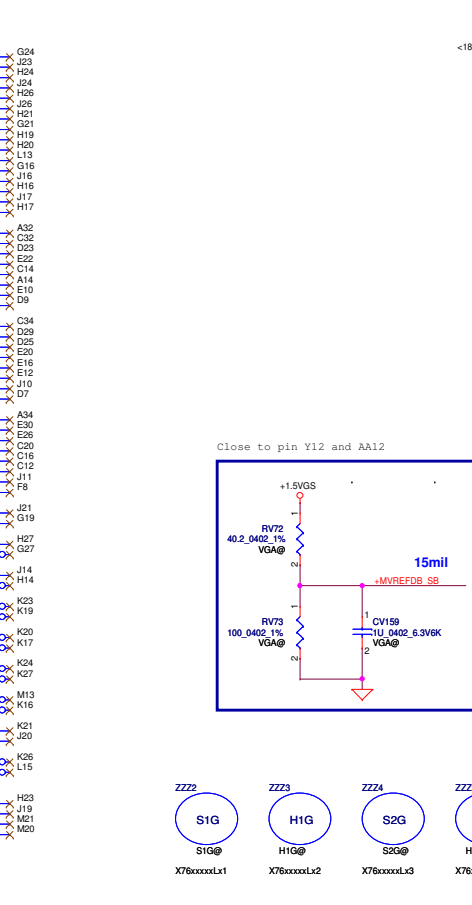 <18
G24
J23
H24
J24
H26
J26
H21
G21
H19
H20
L13
G16
J16
H16
J17
H17
A32
C32
D23
E22
C14
A14
E10
D9
C34
D29
D25
E20
E16
E12
J10
D7
A34
E30
E26
C20
C16
C12
J11
F8
J21
G19
H27
G27
J14
H14
K23
K19
K20
K17
K24
K27
M13
K16
K21
J20
K26
L15
H23
J19
M21
M20
Close to pin Y12 and AA12
+1.5VGS
1
RV72
40.2_0402_1%
VGA@
2
15mil
+MVREFDB_SB
1
RV73
100_0402_1%
VGA@
2
1
CV159
1U_0402_6.3V6K
VGA@
2
ZZZ2 ZZZ3 ZZZ4 ZZZ
S1G H1G S2G
S1G@ H1G@ S2G@ H
X76xxxxxLx1 X76xxxxxLx2 X76xxxxxLx3 X76